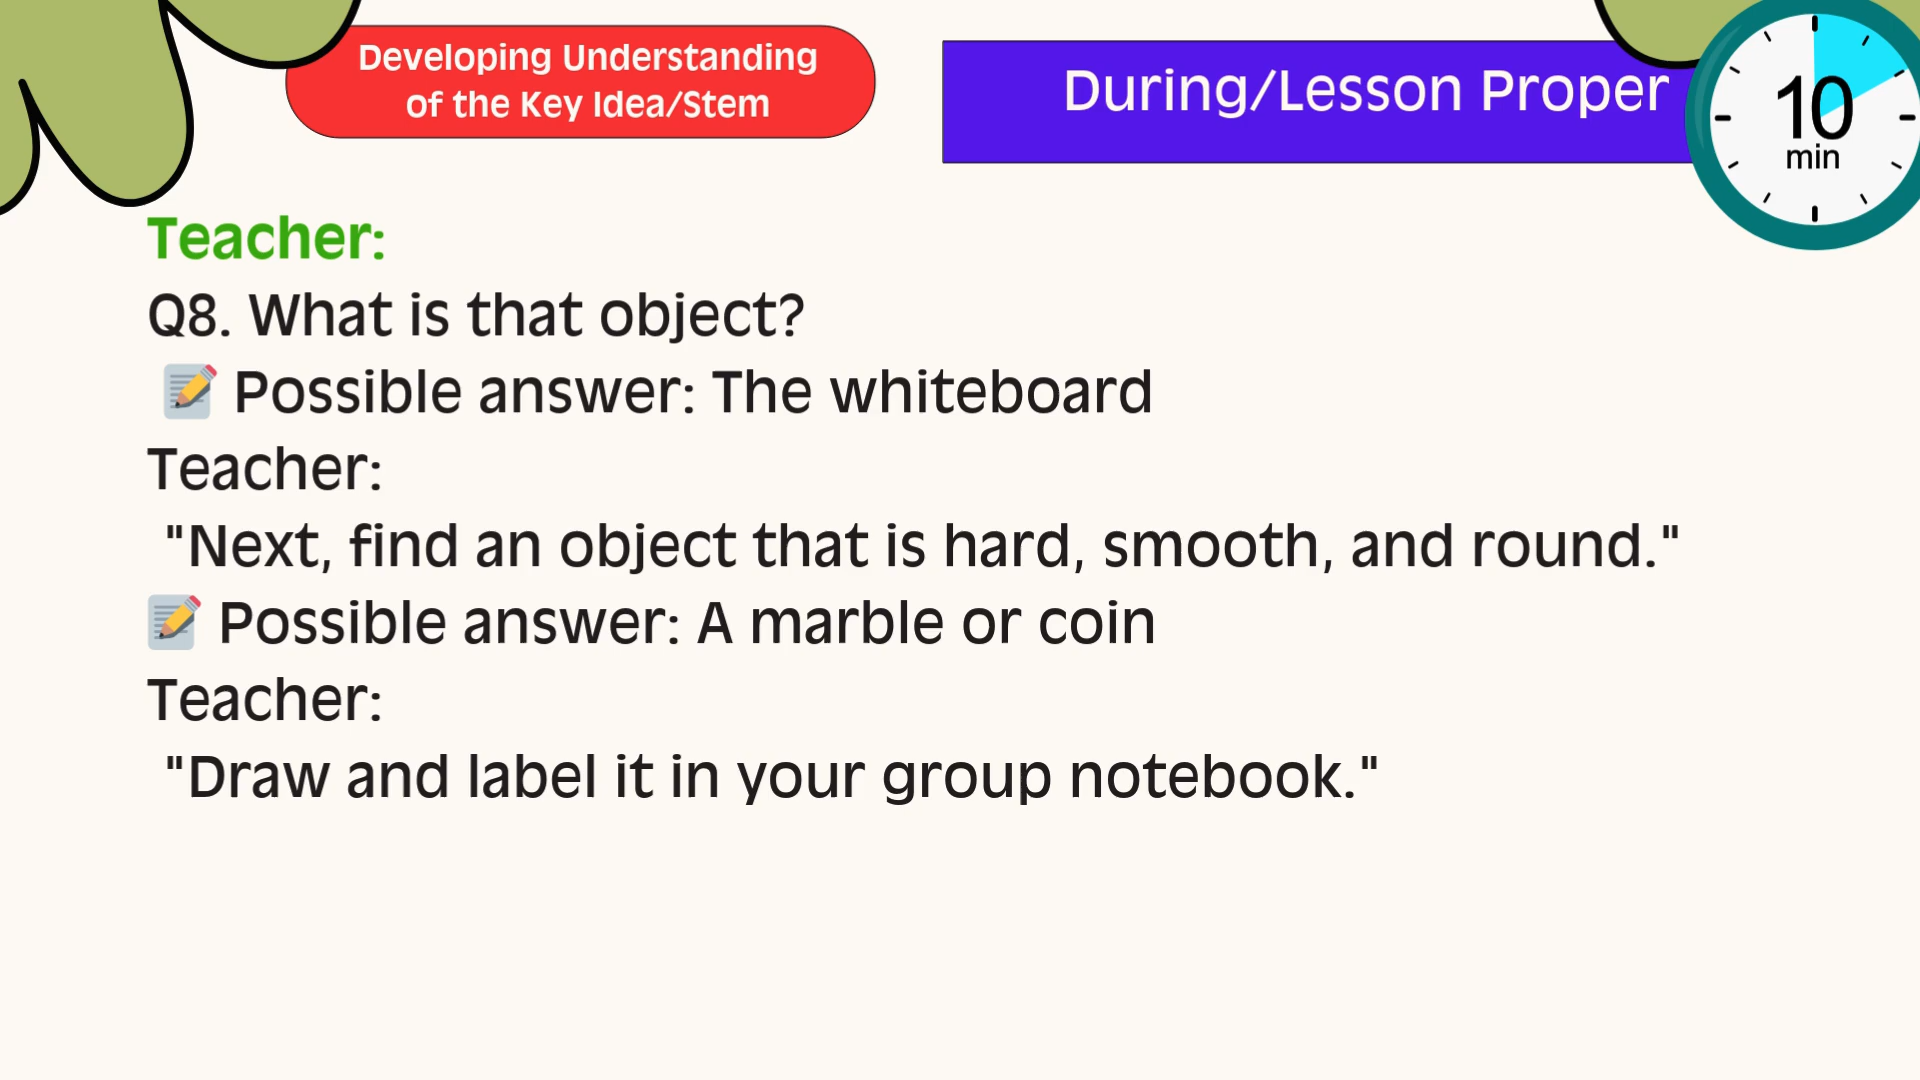 Developing Understanding
of the Key Idea/Stem
During/Lesson Proper
10
min
Teacher:
Q8. What is that object?
📝 Possible answer: The whiteboard
Teacher:
"Next, find an object that is hard, smooth, and round."
📝 Possible answer: A marble or coin
Teacher:
"Draw and label it in your group notebook."